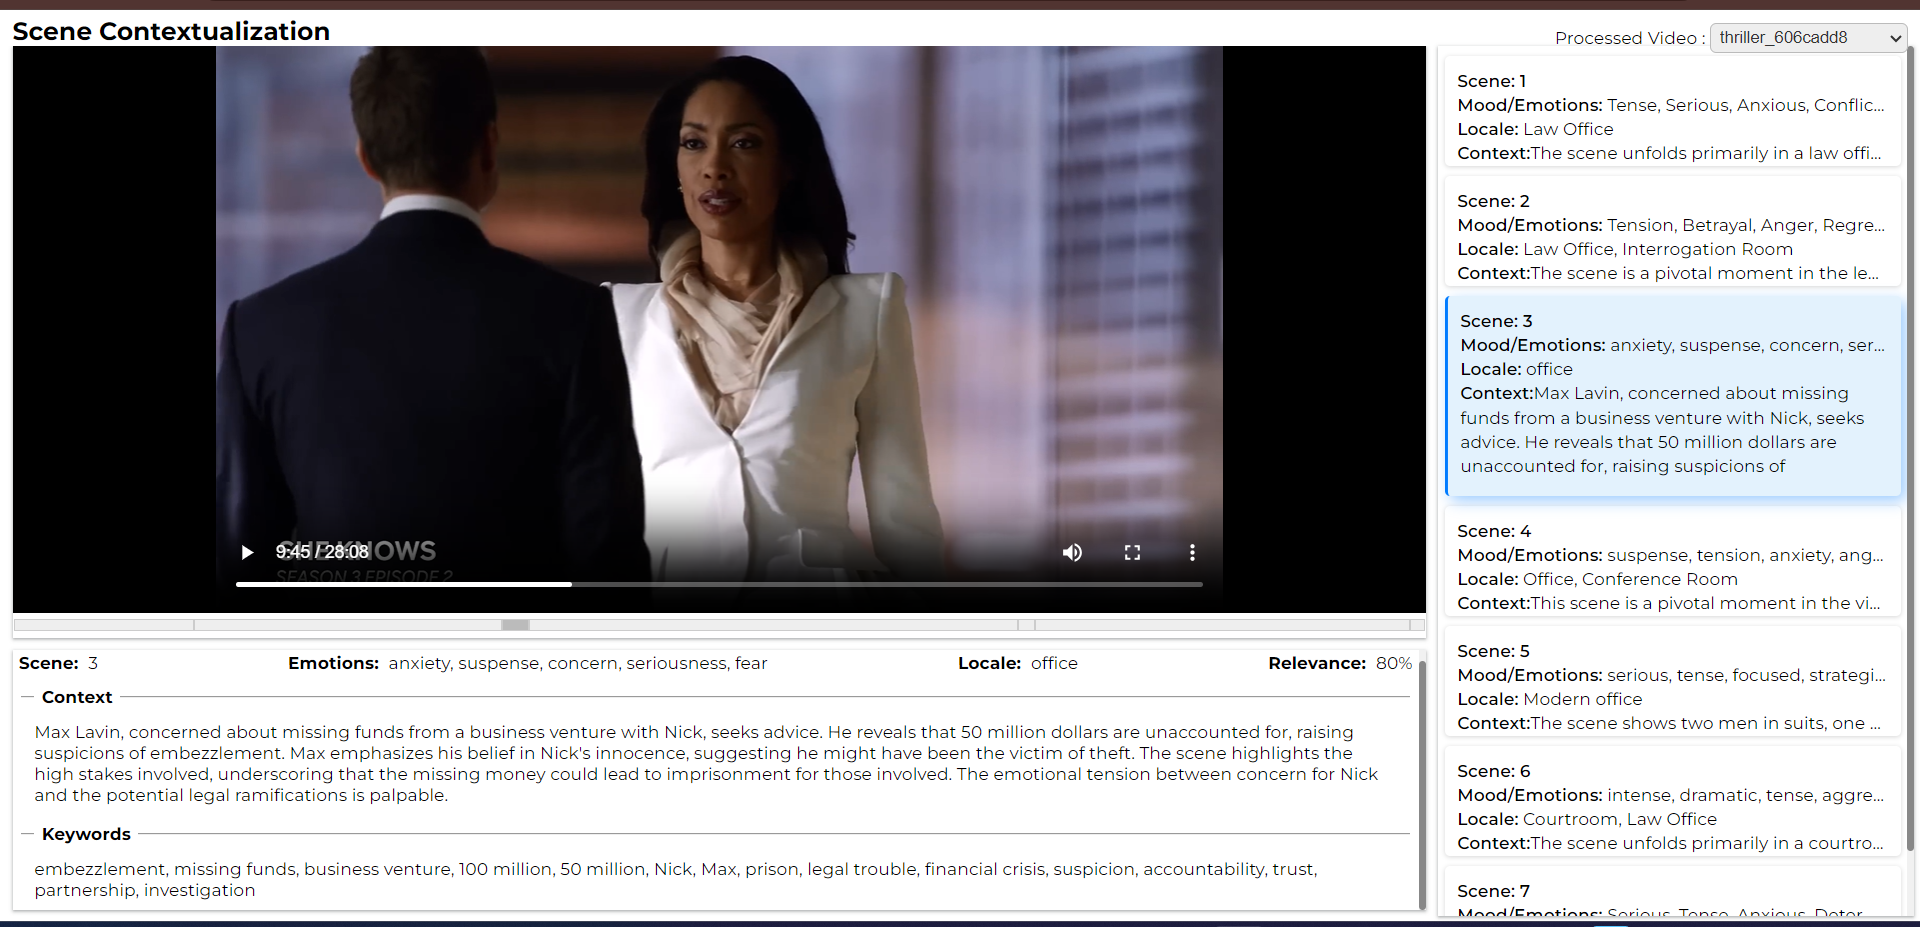 Scene Contextualization
Processed Video : thriller_606cadd8
SHE KNOWS
9:45 / 28:08
SEASON 3 EPISODE 2
Scene: 3 Emotions: anxiety, suspense, concern, seriousness, fear Locale: office Relevance: 80%
Context
Max Lavin, concerned about missing funds from a business venture with Nick, seeks advice. He reveals that 50 million dollars are unaccounted for, raising
suspicions of embezzlement. Max emphasizes his belief in Nick's innocence, suggesting he might have been the victim of theft. The scene highlights the
high stakes involved, underscoring that the missing money could lead to imprisonment for those involved. The emotional tension between concern for Nick
and the potential legal ramifications is palpable.
Keywords
embezzlement, missing funds, business venture, 100 million, 50 million, Nick, Max, prison, legal trouble, financial crisis, suspicion, accountability, trust,
partnership, investigation
Scene: 1
Mood/Emotions: Tense, Serious, Anxious, Conflic...
Locale: Law Office
Context:The scene unfolds primarily in a law offi...
Scene: 2
Mood/Emotions: Tension, Betrayal, Anger, Regre...
Locale: Law Office, Interrogation Room
Context:The scene is a pivotal moment in the le...
Scene: 3
Mood/Emotions: anxiety, suspense, concern, ser...
Locale: office
Context:Max Lavin, concerned about missing
funds from a business venture with Nick, seeks
advice. He reveals that 50 million dollars are
unaccounted for, raising suspicions of
Scene: 4
Mood/Emotions: suspense, tension, anxiety, ang...
Locale: Office, Conference Room
Context:This scene is a pivotal moment in the vi...
Scene: 5
Mood/Emotions: serious, tense, focused, strategi...
Locale: Modern office
Context:The scene shows two men in suits, one ...
Scene: 6
Mood/Emotions: intense, dramatic, tense, aggre...
Locale: Courtroom, Law Office
Context:The scene unfolds primarily in a courtro...
Scene: 7
Mood/Emotions: Serious, Tense, Anxious, Deter